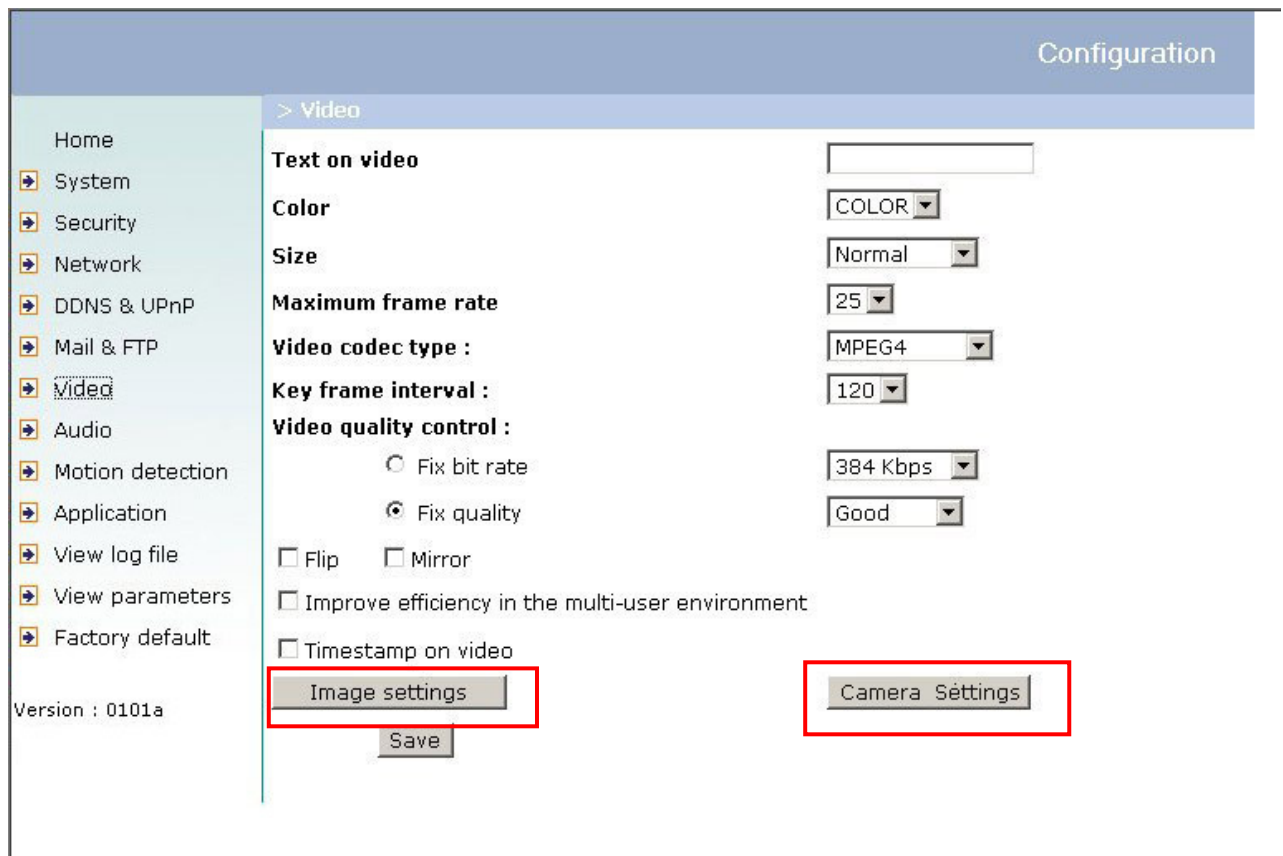 Configuration
> Video
Home
System
Security
Network
DDNS & UPnP
Mail & FTP
Video
Audio
Motion detection
Application
View log file
View parameters
Factory default
Version : 0101a
Text on video
Color COLOR
Size Normal
Maximum frame rate 25
Video codec type : MPEG4
Key frame interval : 120
Video quality control :
Fix bit rate 384 Kbps
Fix quality Good
Flip Mirror
Improve efficiency in the multi-user environment
Timestamp on video
Image settings Camera Settings
Save